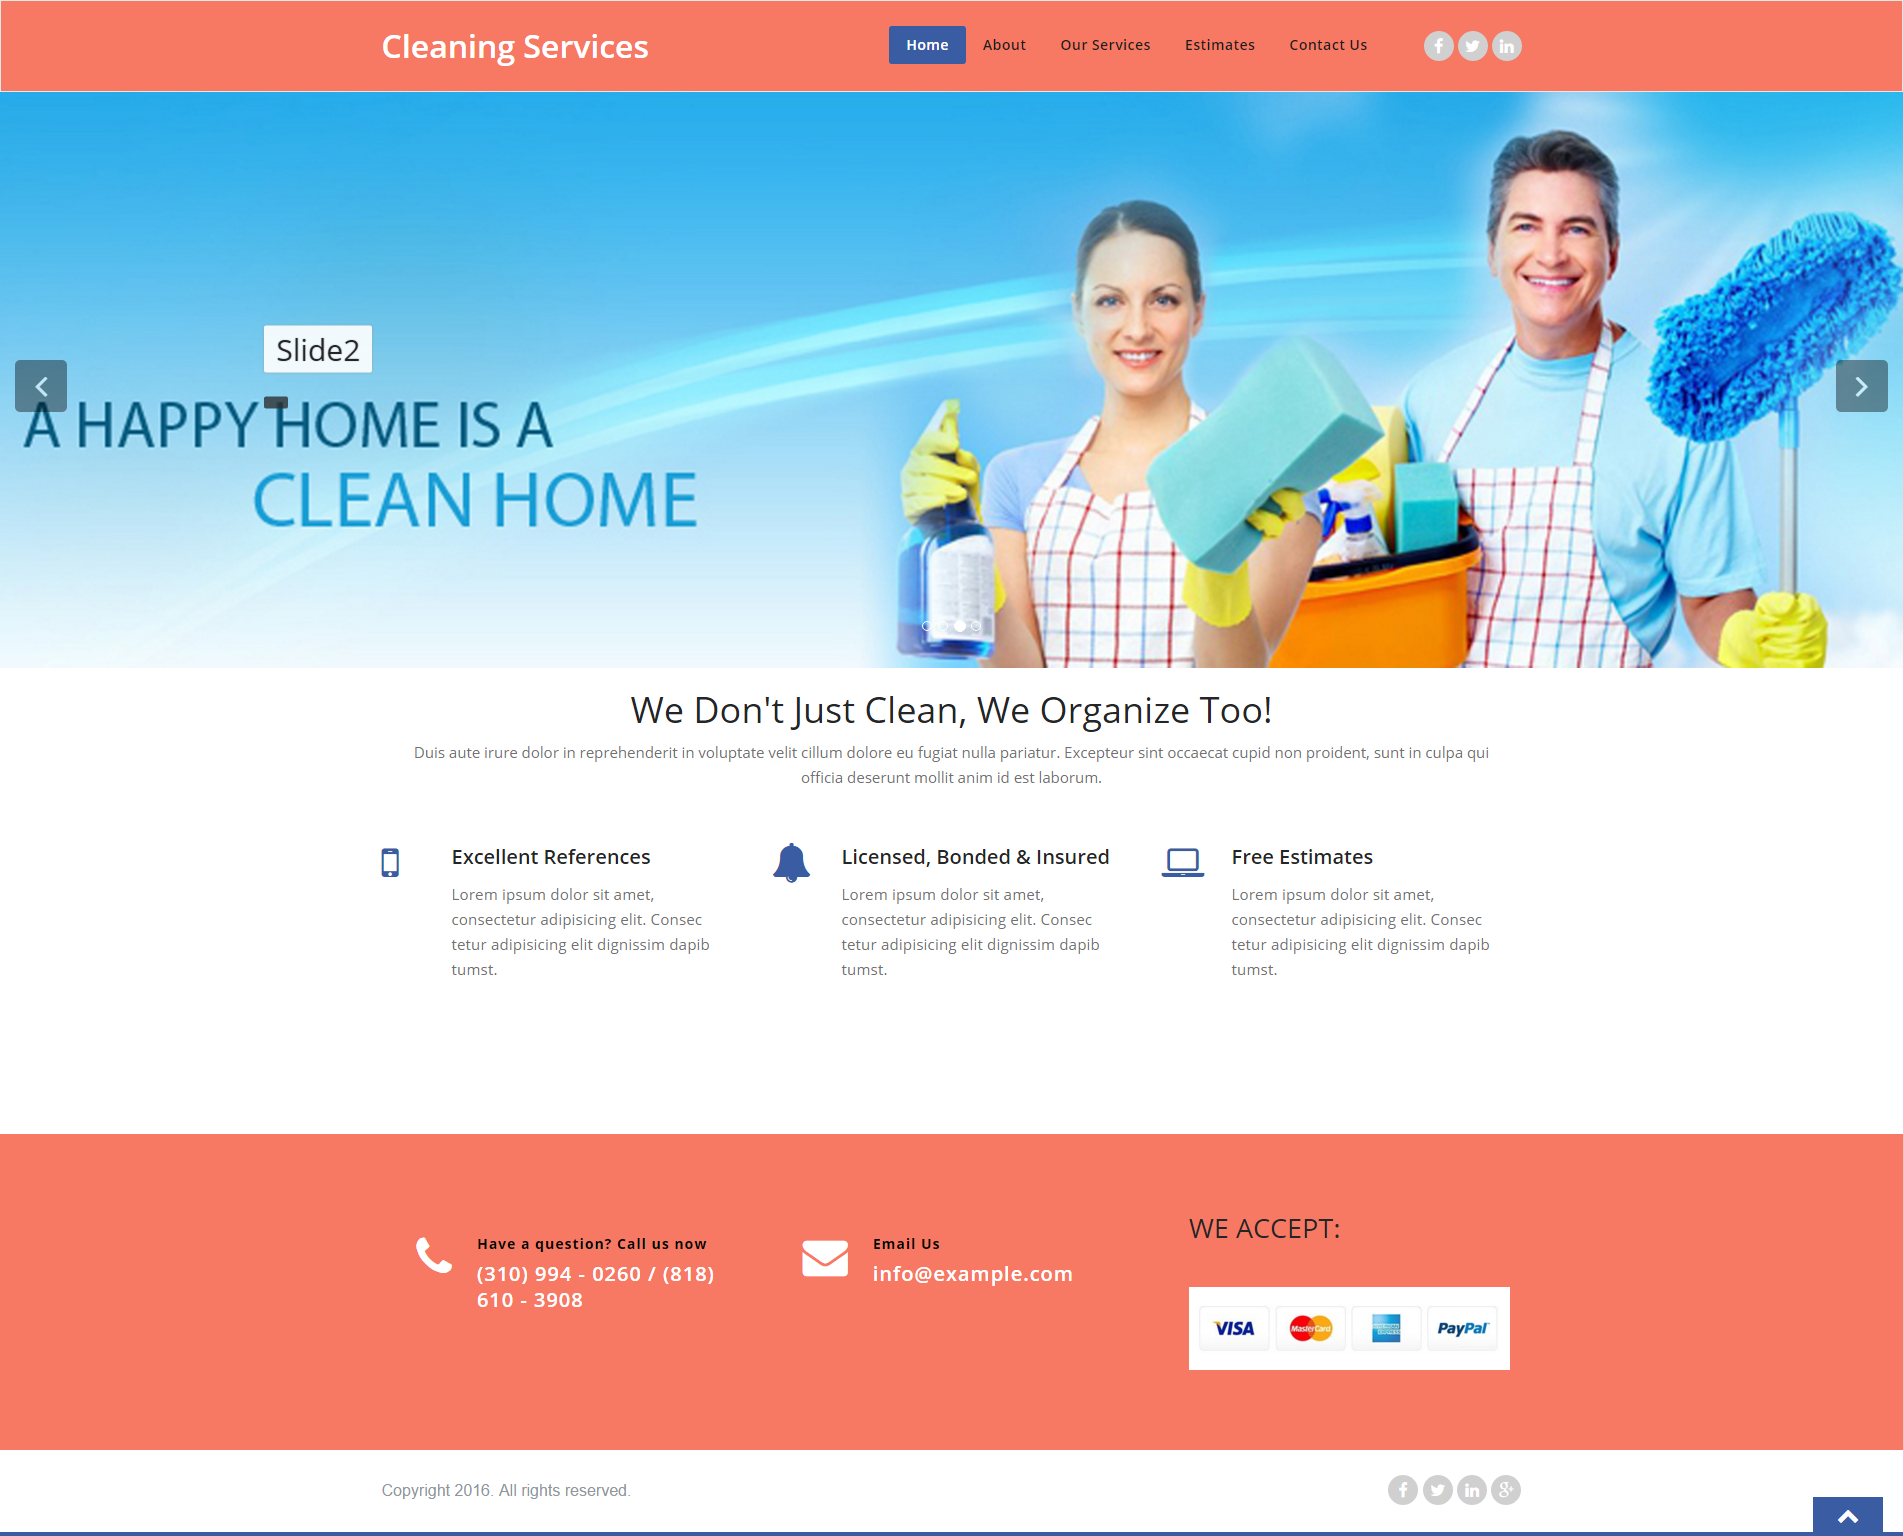 Cleaning Services
Home About Our Services Estimates Contact Us
Slide2
A HAPPY HOME IS A
CLEAN HOME
We Don't Just Clean, We Organize Too!
Duis aute irure dolor in reprehenderit in voluptate velit cillum dolore eu fugiat nulla pariatur. Excepteur sint occaecat cupid non proident, sunt in culpa qui
officia deserunt mollit anim id est laborum.
Excellent References
Lorem ipsum dolor sit amet,
consectetur adipisicing elit. Consec
tetur adipisicing elit dignissim dapib
tumst.
Licensed, Bonded & Insured
Lorem ipsum dolor sit amet,
consectetur adipisicing elit. Consec
tetur adipisicing elit dignissim dapib
tumst.
Free Estimates
Lorem ipsum dolor sit amet,
consectetur adipisicing elit. Consec
tetur adipisicing elit dignissim dapib
tumst.
Have a question? Call us now
(310) 994 - 0260 / (818)
610 - 3908
Email Us
info@example.com
WE ACCEPT:
VISA MasterCard AMERICAN EXPRESS PayPal
Copyright 2016. All rights reserved.